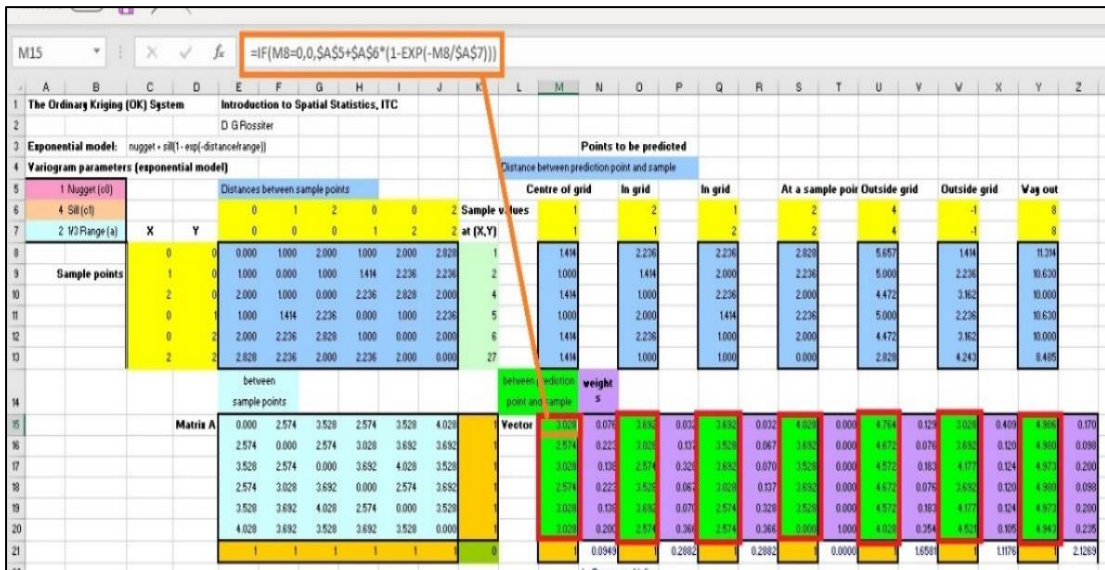 M15 fx =IF(M8=0,0,$A$5+$A$6*(1-EXP(-M8/$A$7)))
A B C D E F G H I J K L M N O P Q R S T U V W X Y Z
1 The Ordinary Kriging (OK) System Introduction to Spatial Statistics, ITC
2 D G Rossiter
3 Exponential model: nugget + sill(1- exp(-distance/range)) Points to be predicted
4 Variogram parameters (exponential model) Distance between prediction point and sample
5 1 Nugget (c0) Distances between sample points Centre of grid In grid In grid At a sample poir Outside grid Outside grid Way out
6 4 Sill (c1) 0 1 2 0 0 2 Sample values 1 2 1 2 4 -1 8
7 2 1/3 Range (a) X Y 0 0 0 1 2 2 at (X,Y) 1 1 2 2 4 -1 8
8 0 0 0.000 1.000 2.000 1.000 2.000 2.828 1 1.414 2.236 2.236 2.828 5.657 1.414 11.314
9 Sample points 1 0 1.000 0.000 1.000 1.414 2.236 2.236 2 1.000 1.414 2.000 2.236 5.000 2.236 10.630
10 2 0 2.000 1.000 0.000 2.236 2.828 2.000 4 1.414 1.000 2.236 2.000 4.472 3.162 10.000
11 0 1 1.000 1.414 2.236 0.000 1.000 2.236 5 1.000 2.000 1.414 2.236 5.000 2.236 10.630
12 0 2 2.000 2.236 2.828 1.000 0.000 2.000 6 1.414 2.236 1.000 2.000 4.472 3.162 10.000
13 2 2 2.828 2.236 2.000 2.236 2.000 0.000 27 1.414 1.000 1.000 0.000 2.828 4.243 8.485
between between prediction weight
14 sample points point and sample s
15 Matrix A 0.000 2.574 3.528 2.574 3.528 4.028 1 Vector 3.028 0.076 3.692 0.032 3.692 0.032 4.028 0.000 4.764 0.129 3.028 0.409 4.986 0.170
16 2.574 0.000 2.574 3.028 3.692 3.692 1 2.574 0.223 3.028 0.137 3.528 0.067 3.692 0.000 4.672 0.076 3.692 0.120 4.980 0.098
17 3.528 2.574 0.000 3.692 4.028 3.528 1 3.028 0.138 2.574 0.328 3.692 0.070 3.528 0.000 4.572 0.183 4.177 0.124 4.973 0.200
18 2.574 3.028 3.692 0.000 2.574 3.692 1 2.574 0.223 3.528 0.067 3.028 0.137 3.692 0.000 4.672 0.076 3.692 0.120 4.980 0.098
19 3.528 3.692 4.028 2.574 0.000 3.528 1 3.028 0.138 3.692 0.070 2.574 0.328 3.528 0.000 4.572 0.183 4.177 0.124 4.973 0.200
20 4.028 3.692 3.528 3.692 3.528 0.000 1 3.028 0.200 2.574 0.366 2.574 0.366 0.000 1.000 4.028 0.354 4.521 0.105 4.943 0.235
21 1 1 1 1 1 1 0 1 0.0949 1 0.2882 1 0.2882 1 0.0000 1 1.6581 1 1.1176 1 2.1269